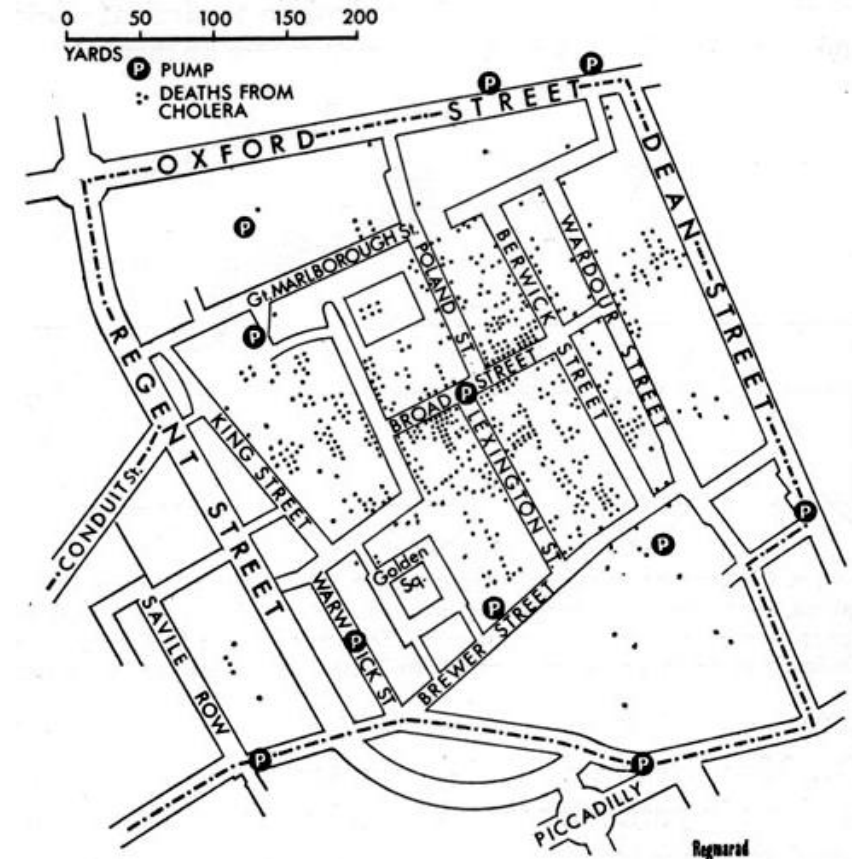 0 50 100 150 200
YARDS
P PUMP
DEATHS FROM
CHOLERA
P
P
OXFORD STREET
DEAN STREET
P
Gt. MARLBOROUGH St.
POLAND ST.
BERWICK STREET
WARDOUR STREET
P
REGENT STREET
KING STREET
BROAD STREET
P
LEXINGTON ST
CONDUIT St.
P
P
Golden
Sq.
WARWICK ST
P
P
BREWER STREET
SAVILE ROW
P
P
PICCADILLY
Regmarad